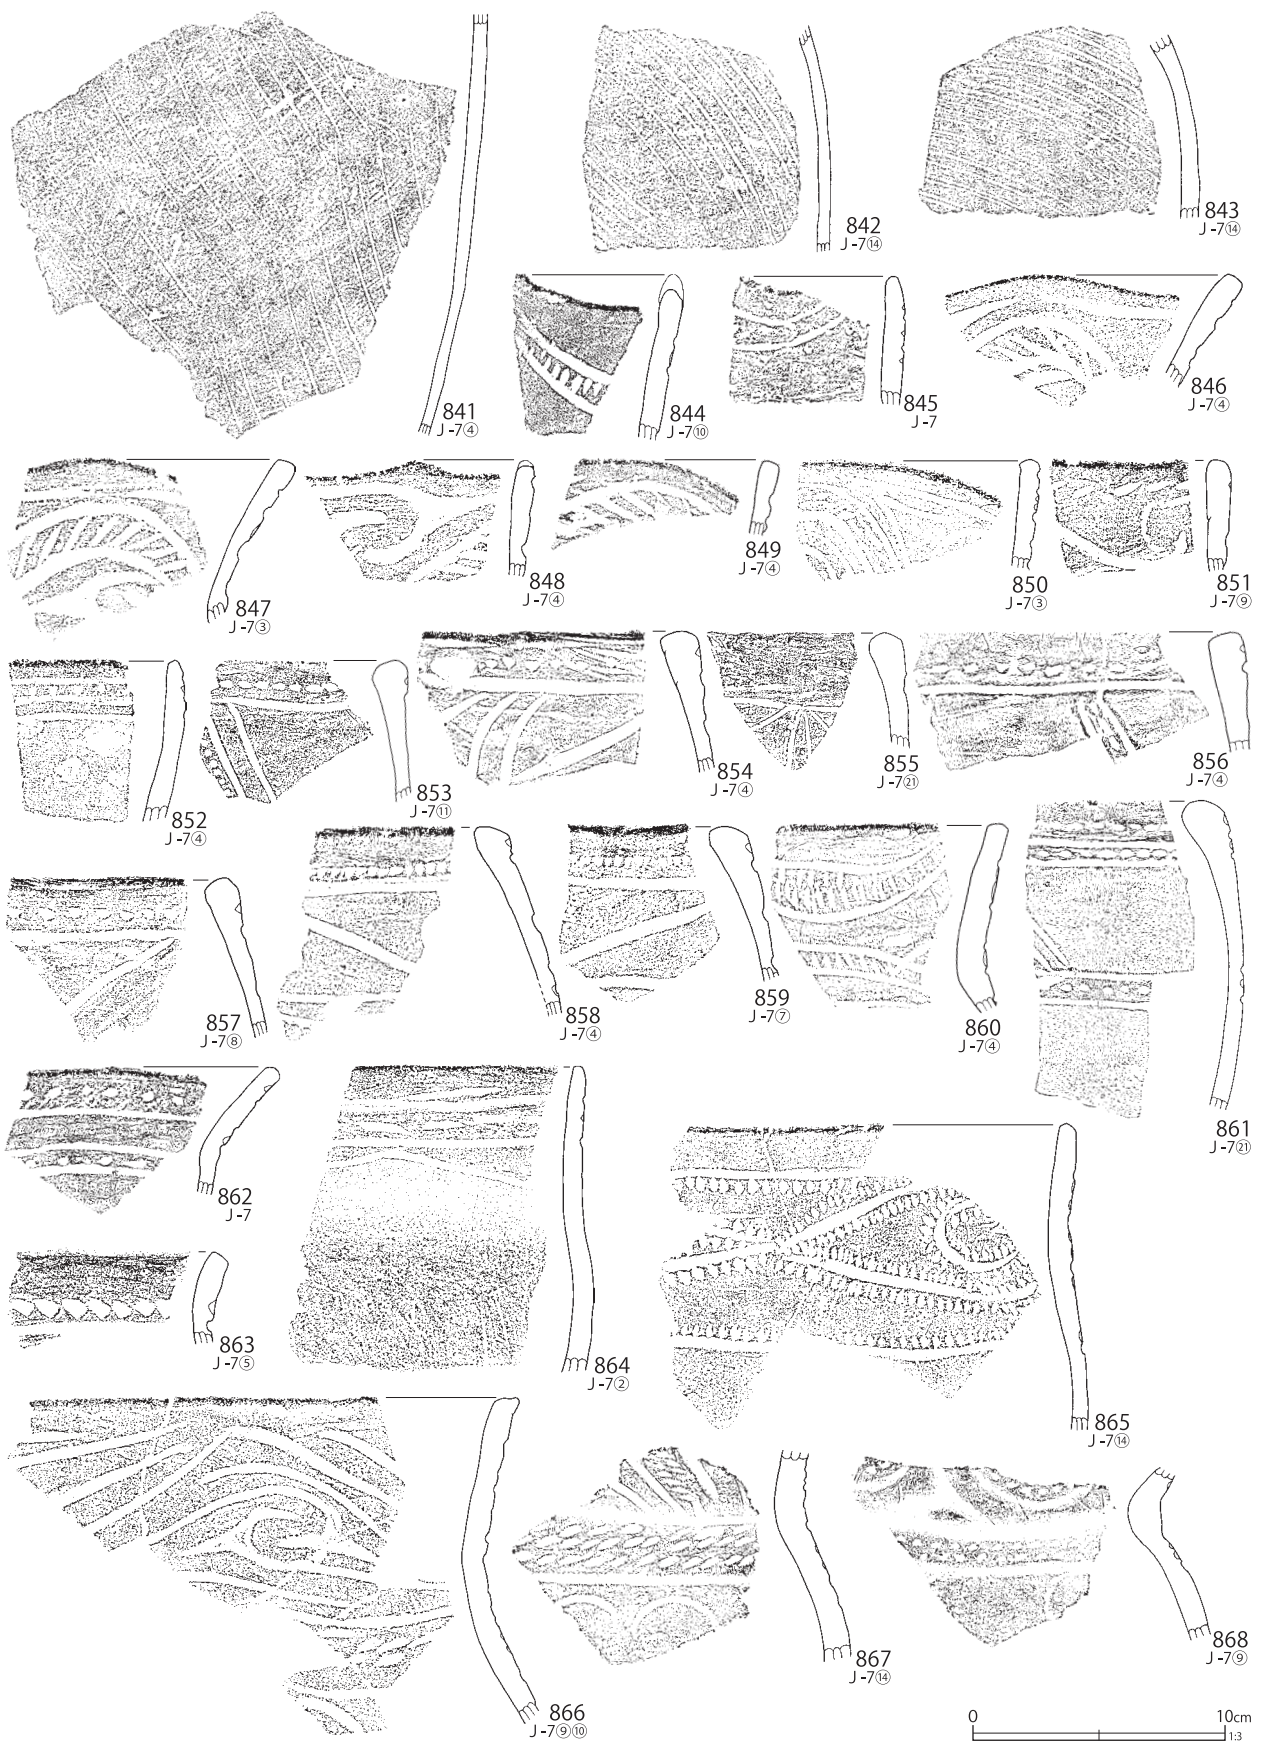 841
J-7④
842
J-7⑭
843
J-7⑭
844
J-7⑩
845
J-7
846
J-7④
847
J-7③
848
J-7④
849
J-7④
850
J-7③
851
J-7⑨
852
J-7④
853
J-7⑪
854
J-7④
855
J-7㉑
856
J-7④
857
J-7⑧
858
J-7④
859
J-7⑦
860
J-7④
861
J-7㉑
862
J-7
863
J-7⑤
864
J-7②
865
J-7⑭
866
J-7⑨⑩
867
J-7⑭
868
J-7⑨
0 10cm
1:3